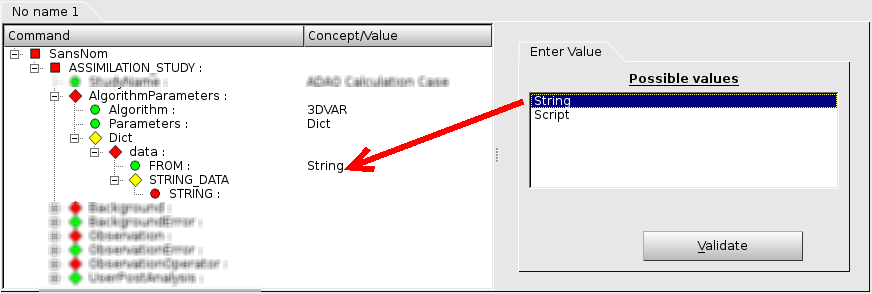 No name 1
Command Concept/Value
SansNom
ASSIMILATION_STUDY :
StudyName : ADAO Calculation Case
AlgorithmParameters :
Algorithm : 3DVAR
Parameters : Dict
Dict
data :
FROM : String
STRING_DATA
STRING :
Background :
BackgroundError :
Observation :
ObservationError :
ObservationOperator :
UserPostAnalysis :
Enter Value
Possible values
String
Script
Validate